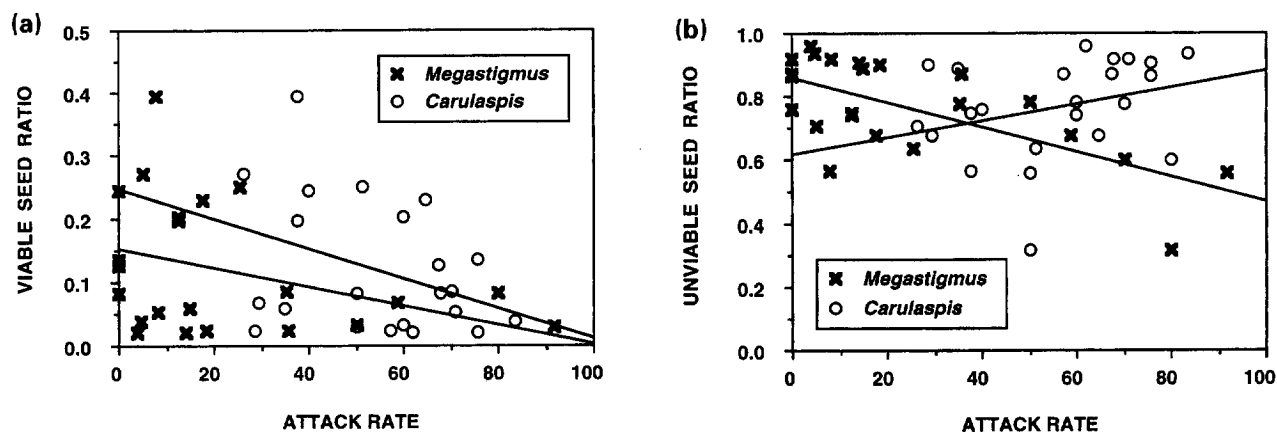 (a)
0.5
0.4
0.3
0.2
0.1
0.0
VIABLE SEED RATIO
Megastigmus
Carulaspis
0 20 40 60 80 100
ATTACK RATE
(b)
1.0
0.8
0.6
0.4
0.2
0.0
UNVIABLE SEED RATIO
Megastigmus
Carulaspis
0 20 40 60 80 100
ATTACK RATE